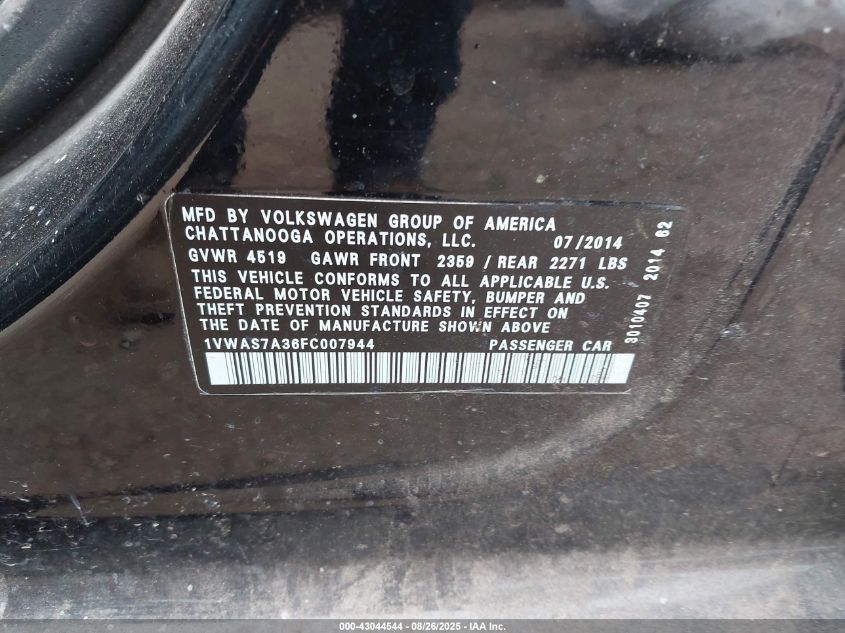 MFD BY VOLKSWAGEN GROUP OF AMERICA
CHATTANOOGA OPERATIONS, LLC. 07/2014
GVWR 4519 GAWR FRONT 2359 / REAR 2271 LBS
THIS VEHICLE CONFORMS TO ALL APPLICABLE U.S.
FEDERAL MOTOR VEHICLE SAFETY, BUMPER AND
THEFT PREVENTION STANDARDS IN EFFECT ON
THE DATE OF MANUFACTURE SHOWN ABOVE
1VWAS7A36FC007944 PASSENGER CAR
3010407 2014 62
000-43044544 - 08/26/2025 - IAA Inc.